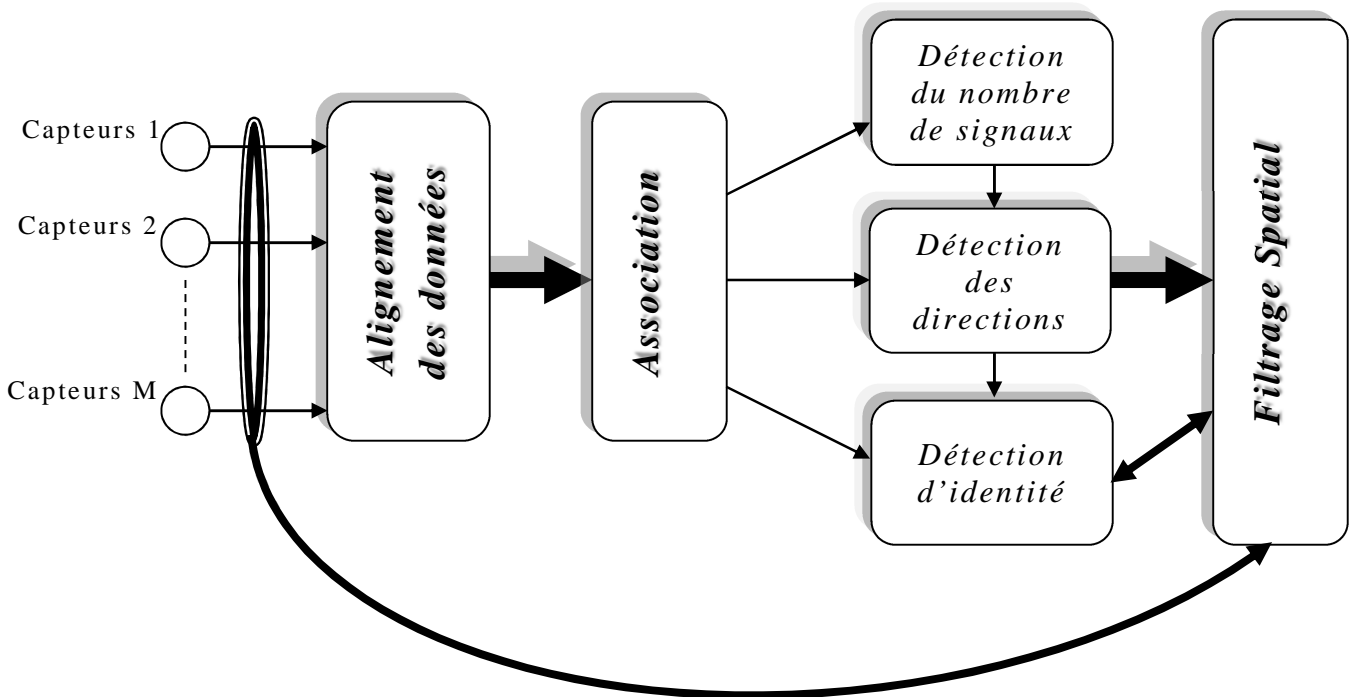 Capteurs 1
Capteurs 2
Capteurs M
Alignement
des données
Association
Détection
du nombre
de signaux
Détection
des
directions
Détection
d'identité
Filtrage Spatial